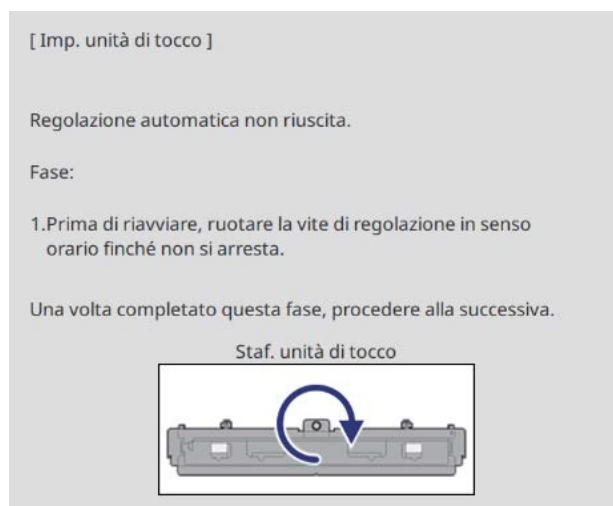 [ Imp. unità di tocco ]
Regolazione automatica non riuscita.
Fase:
1.Prima di riavviare, ruotare la vite di regolazione in senso
orario finché non si arresta.
Una volta completato questa fase, procedere alla successiva.
Staf. unità di tocco